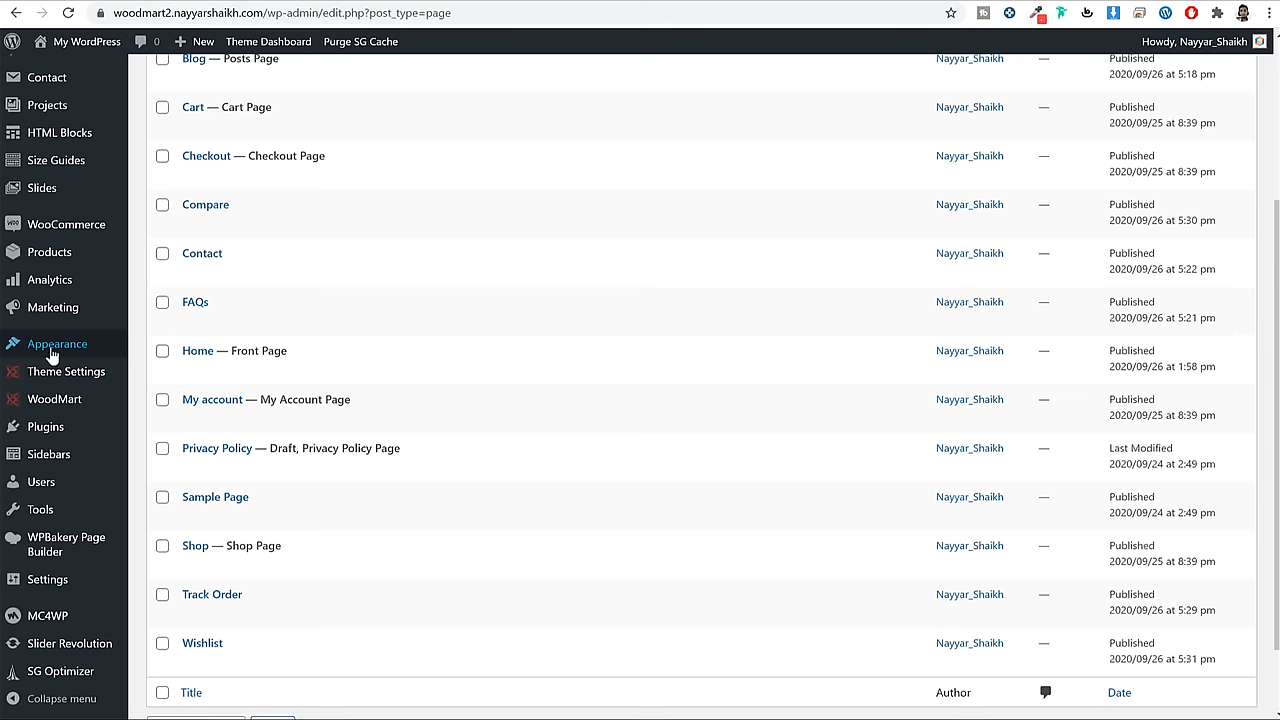 woodmart2.nayyarshaikh.com/wp-admin/edit.php?post_type=page
My WordPress 0 New Theme Dashboard Purge SG Cache Howdy, Nayyar_Shaikh
Contact
Projects
HTML Blocks
Size Guides
Slides
WooCommerce
Products
Analytics
Marketing
Appearance
Theme Settings
WoodMart
Plugins
Sidebars
Users
Tools
WPBakery Page
Builder
Settings
MC4WP
Slider Revolution
SG Optimizer
Collapse menu
Blog — Posts Page Nayyar_Shaikh — Published
2020/09/26 at 5:18 pm
Cart — Cart Page Nayyar_Shaikh — Published
2020/09/25 at 8:39 pm
Checkout — Checkout Page Nayyar_Shaikh — Published
2020/09/25 at 8:39 pm
Compare Nayyar_Shaikh — Published
2020/09/26 at 5:30 pm
Contact Nayyar_Shaikh — Published
2020/09/26 at 5:22 pm
FAQs Nayyar_Shaikh — Published
2020/09/26 at 5:21 pm
Home — Front Page Nayyar_Shaikh — Published
2020/09/26 at 1:58 pm
My account — My Account Page Nayyar_Shaikh — Published
2020/09/25 at 8:39 pm
Privacy Policy — Draft, Privacy Policy Page Nayyar_Shaikh — Last Modified
2020/09/24 at 2:49 pm
Sample Page Nayyar_Shaikh — Published
2020/09/24 at 2:49 pm
Shop — Shop Page Nayyar_Shaikh — Published
2020/09/25 at 8:39 pm
Track Order Nayyar_Shaikh — Published
2020/09/26 at 5:29 pm
Wishlist Nayyar_Shaikh — Published
2020/09/26 at 5:31 pm
Title Author Date